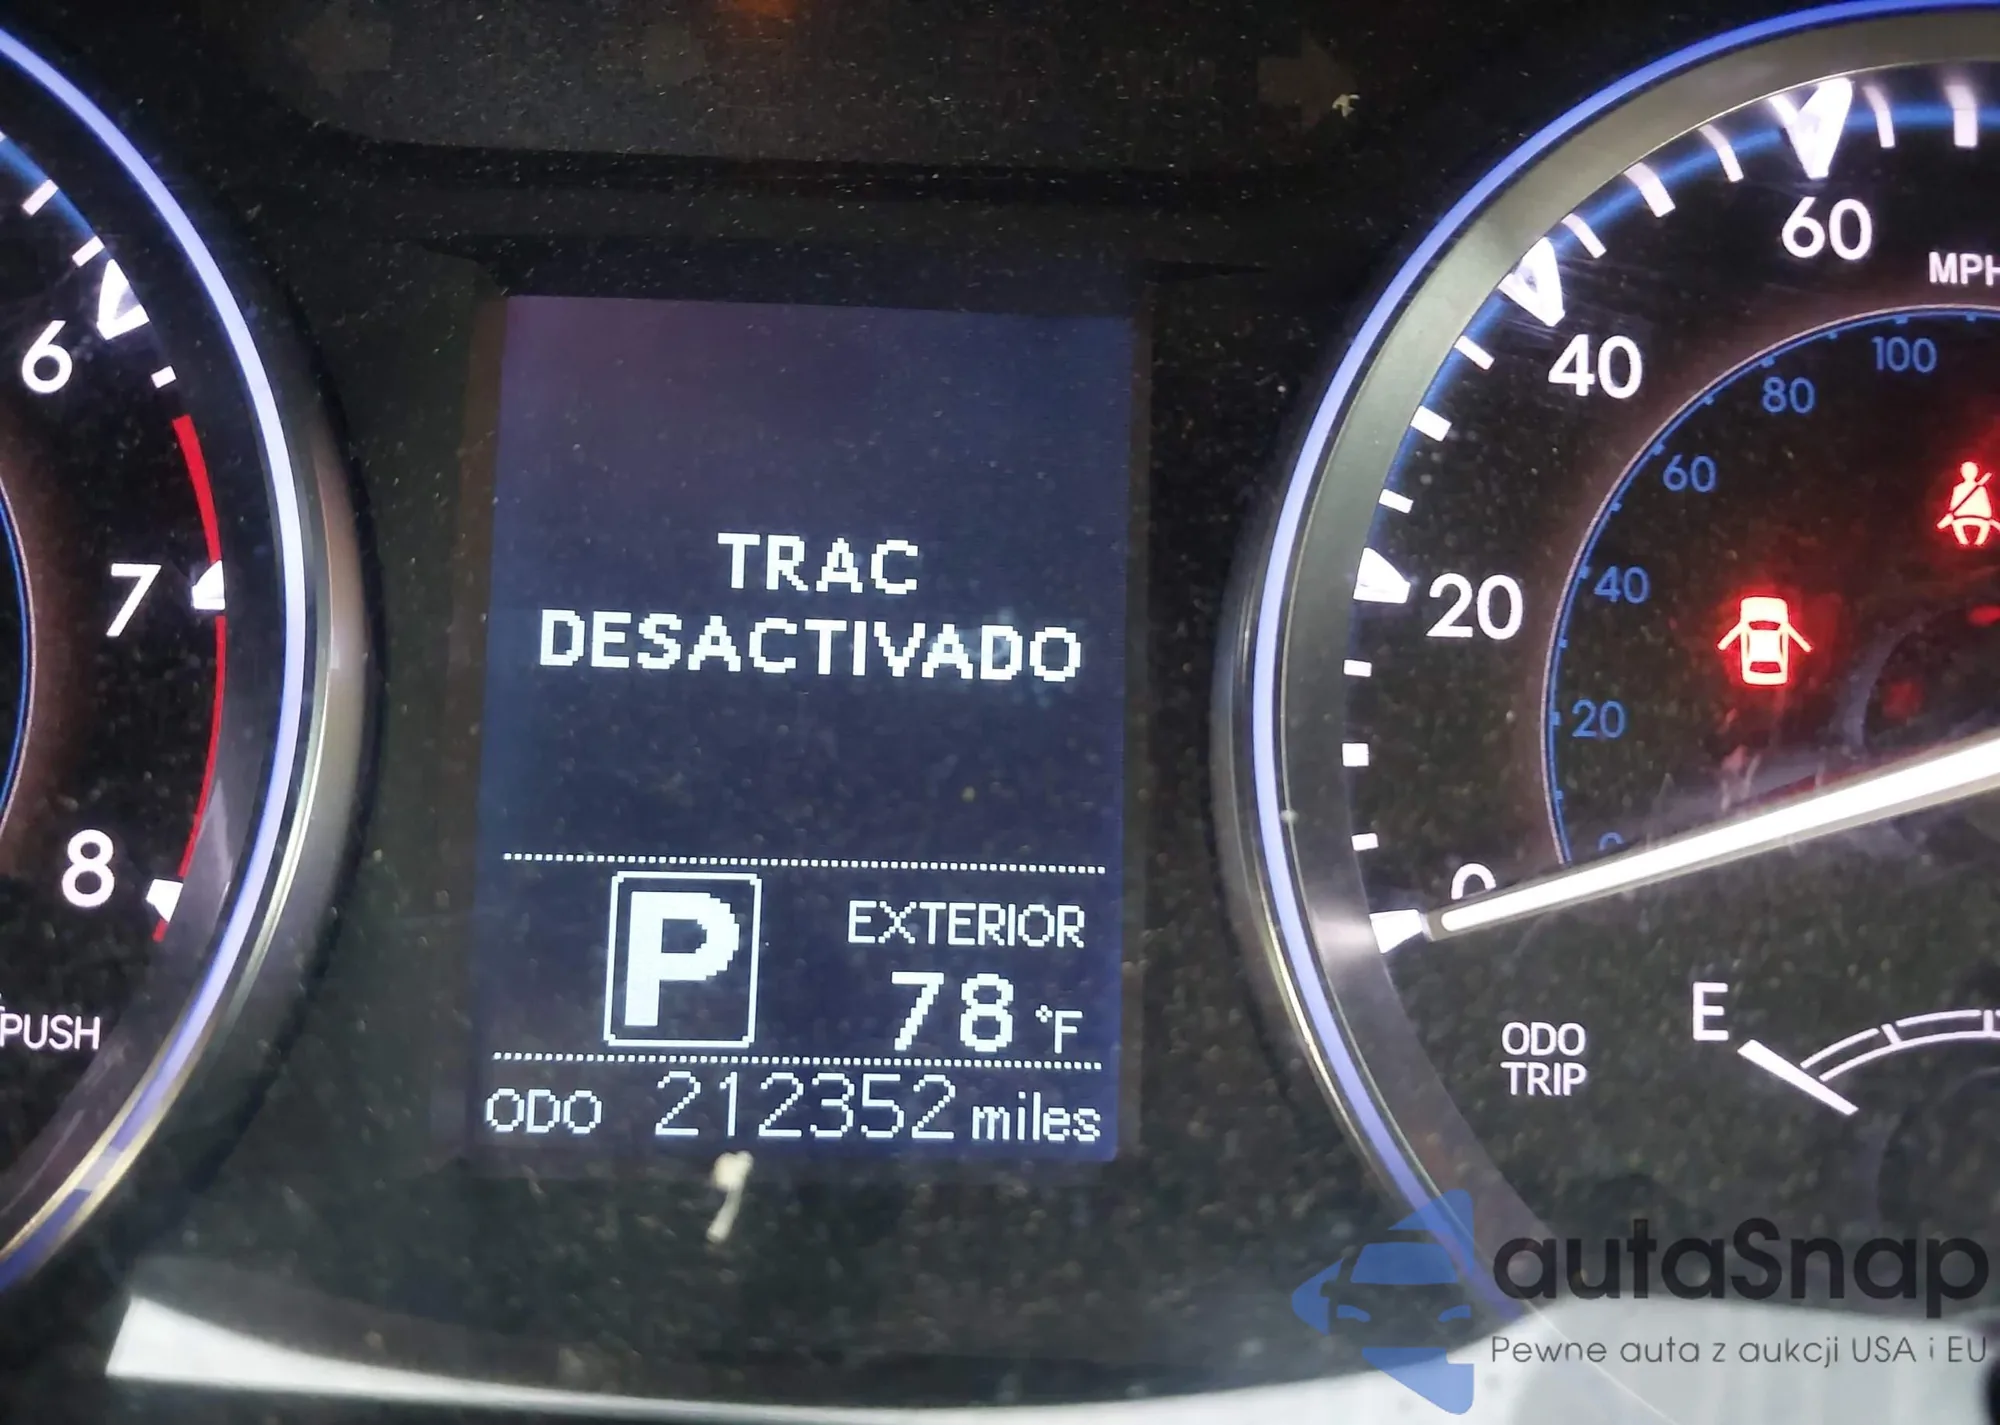 6
7
8
PUSH
TRAC
DESACTIVADO
P
EXTERIOR
78 °F
ODO 212352 miles
60
MPH
40
20
0
100
80
60
40
20
0
E
ODO
TRIP
autaSnap
Pewne auta z aukcji USA i EU